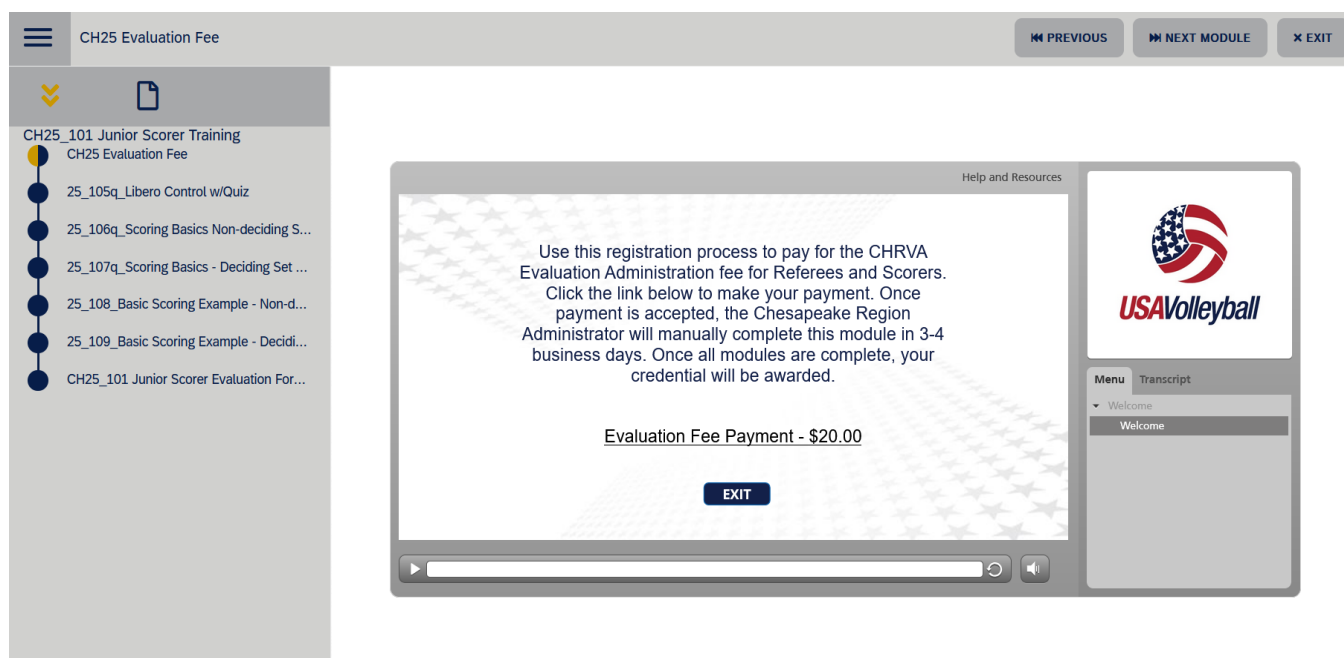 CH25 Evaluation Fee
PREVIOUS
NEXT MODULE
× EXIT
CH25_101 Junior Scorer Training
CH25 Evaluation Fee
25_105q_Libero Control w/Quiz
25_106q_Scoring Basics Non-deciding S...
25_107q_Scoring Basics - Deciding Set ...
25_108_Basic Scoring Example - Non-d...
25_109_Basic Scoring Example - Decidi...
CH25_101 Junior Scorer Evaluation For...
Help and Resources
Use this registration process to pay for the CHRVA
Evaluation Administration fee for Referees and Scorers.
Click the link below to make your payment. Once
payment is accepted, the Chesapeake Region
Administrator will manually complete this module in 3-4
business days. Once all modules are complete, your
credential will be awarded.
Evaluation Fee Payment - $20.00
EXIT
USAVolleyball
Menu
Transcript
Welcome
Welcome